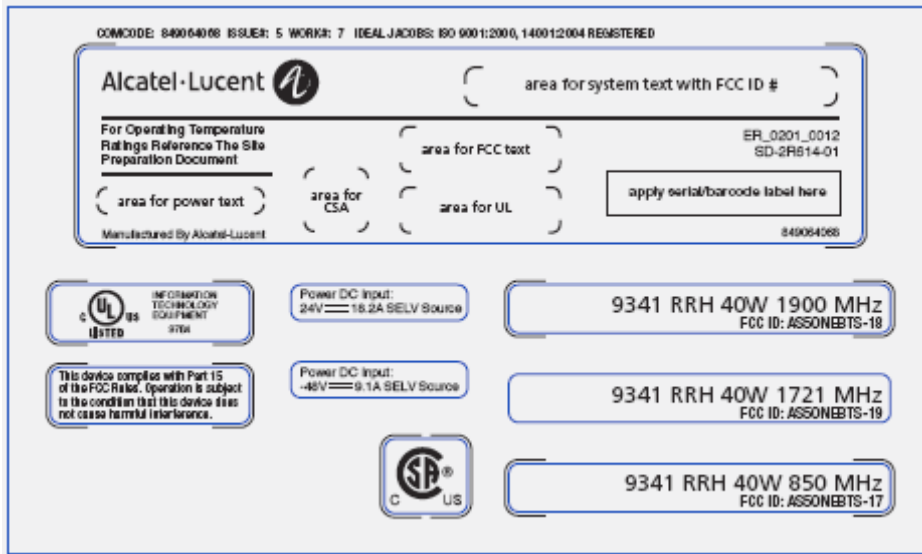 COMCODE: 849064068 ISSUE#: 5 WORK#: 7 IDEAL JACOBS: ISO 9001:2000, 14001:2004 REGISTERED
Alcatel·Lucent
area for system text with FCC ID #
For Operating Temperature
Ratings Reference The Site
Preparation Document
area for FCC text
ER_0201_0012
SD-2R614-01
area for power text
area for
CSA
area for UL
apply serial/barcode label here
Manufactured By Alcatel-Lucent
849064068
C UL US
LISTED
INFORMATION
TECHNOLOGY
EQUIPMENT
9764
Power DC Input:
24V 18.2A SELV Source
9341 RRH 40W 1900 MHz
FCC ID: AS5ONEBTS-18
This device complies with Part 15
of the FCC Rules. Operation is subject
to the condition that this device does
not cause harmful interference.
Power DC Input:
-48V 9.1A SELV Source
9341 RRH 40W 1721 MHz
FCC ID: AS5ONEBTS-19
SA ®
C US
9341 RRH 40W 850 MHz
FCC ID: AS5ONEBTS-17